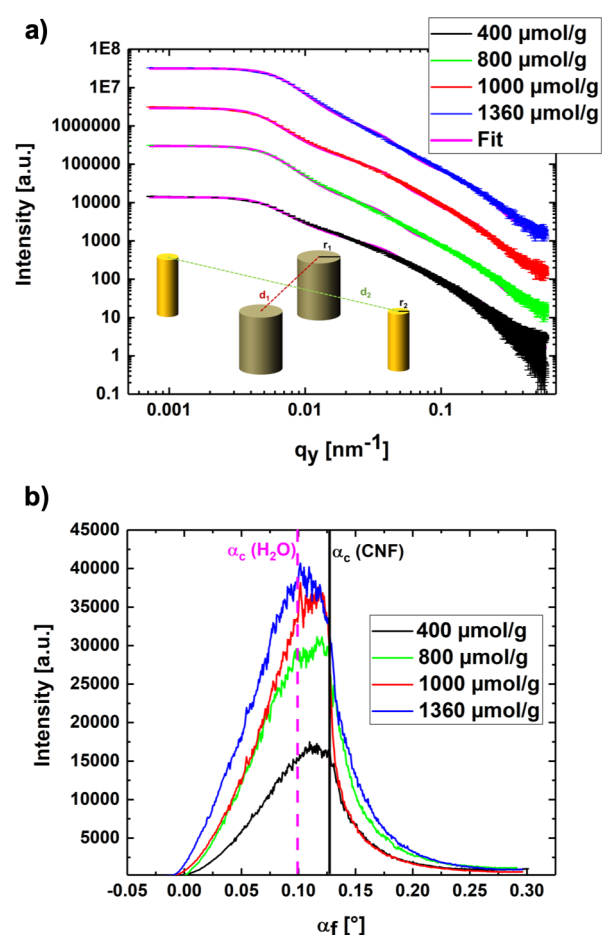 a)
400 µmol/g
800 µmol/g
1000 µmol/g
1360 µmol/g
Fit
1E8
1E7
1000000
100000
10000
1000
100
10
1
0.1
Intensity [a.u.]
r₁
d₁
d₂
r₂
0.001
0.01
0.1
qy [nm⁻¹]
b)
45000
40000
35000
30000
25000
20000
15000
10000
5000
Intensity [a.u.]
αc (H₂O)
αc (CNF)
400 µmol/g
800 µmol/g
1000 µmol/g
1360 µmol/g
-0.05
0.00
0.05
0.10
0.15
0.20
0.25
0.30
αf [°]